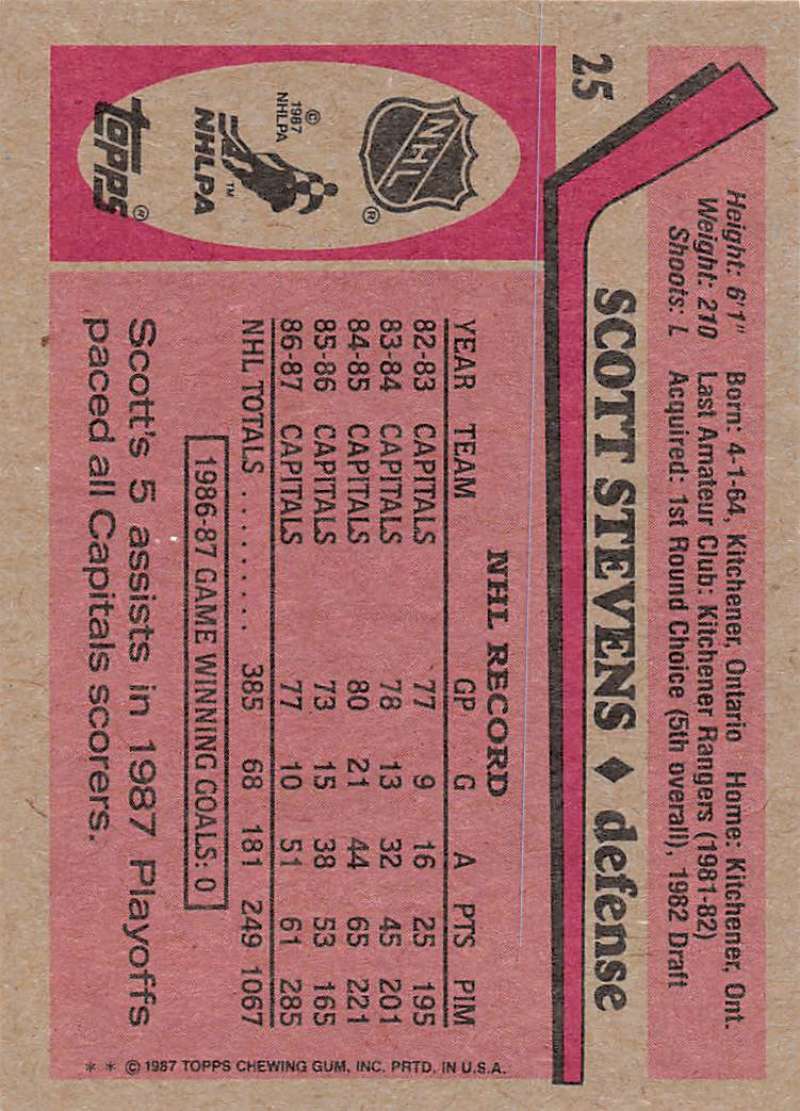 25
Height: 6'1" Born: 4-1-64, Kitchener, Ontario Home: Kitchener, Ont.
Weight: 210 Last Amateur Club: Kitchener Rangers (1981-82)
Shoots: L Acquired: 1st Round Choice (5th overall), 1982 Draft
SCOTT STEVENS ♦ defense
NHL
®
© 1987 NHLPA
™
NHLPA
TOPPS®
NHL RECORD
YEAR TEAM GP G A PTS PIM
82-83 CAPITALS 77 9 16 25 195
83-84 CAPITALS 78 13 32 45 201
84-85 CAPITALS 80 21 44 65 221
85-86 CAPITALS 73 15 38 53 165
86-87 CAPITALS 77 10 51 61 285
NHL TOTALS ......... 385 68 181 249 1067
1986-87 GAME WINNING GOALS: 0
Scott's 5 assists in 1987 Playoffs
paced all Capitals scorers.
* * © 1987 TOPPS CHEWING GUM, INC. PRTD. IN U.S.A.